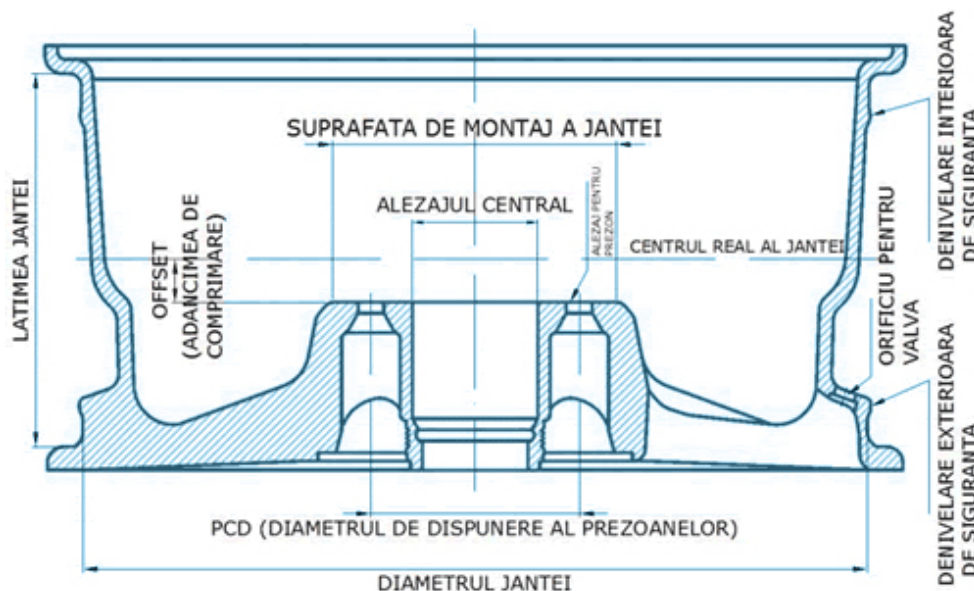 SUPRAFATA DE MONTAJ A JANTEI
ALEZAJUL CENTRAL
ALEZAJ PENTRU
PREZON
CENTRUL REAL AL JANTEI
LATIMEA JANTEI
OFFSET
(ADANCIMEA DE
COMPRIMARE)
DENIVELARE INTERIOARA
DE SIGURANTA
ORIFICIU PENTRU
VALVA
DENIVELARE EXTERIOARA
DE SIGURANTA
PCD (DIAMETRUL DE DISPUNERE AL PREZOANELOR)
DIAMETRUL JANTEI